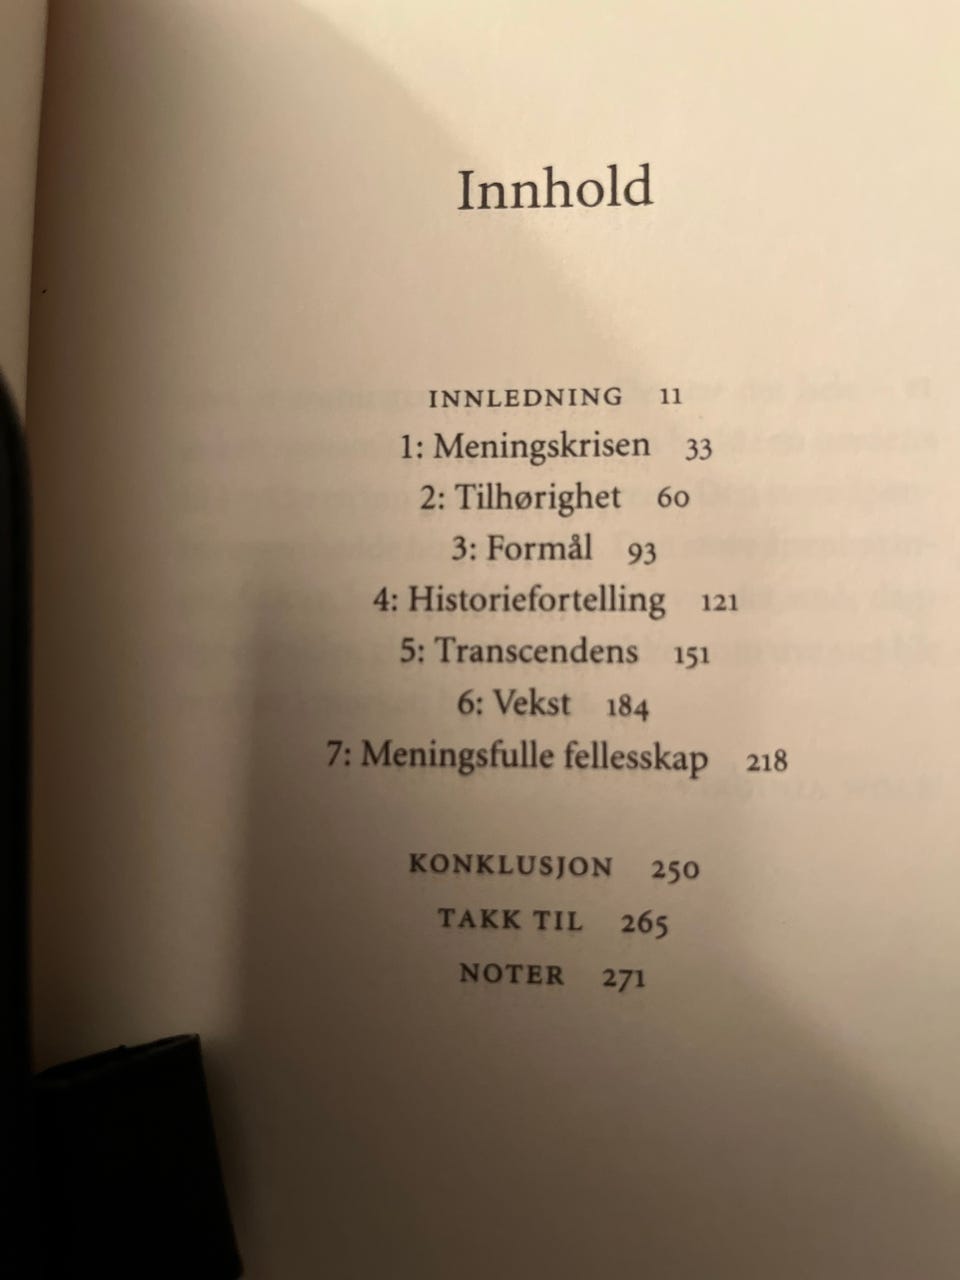 Innhold
INNLEDNING 11
1: Meningskrisen 33
2: Tilhørighet 60
3: Formål 93
4: Historiefortelling 121
5: Transcendens 151
6: Vekst 184
7: Meningsfulle fellesskap 218
KONKLUSJON 250
TAKK TIL 265
NOTER 271